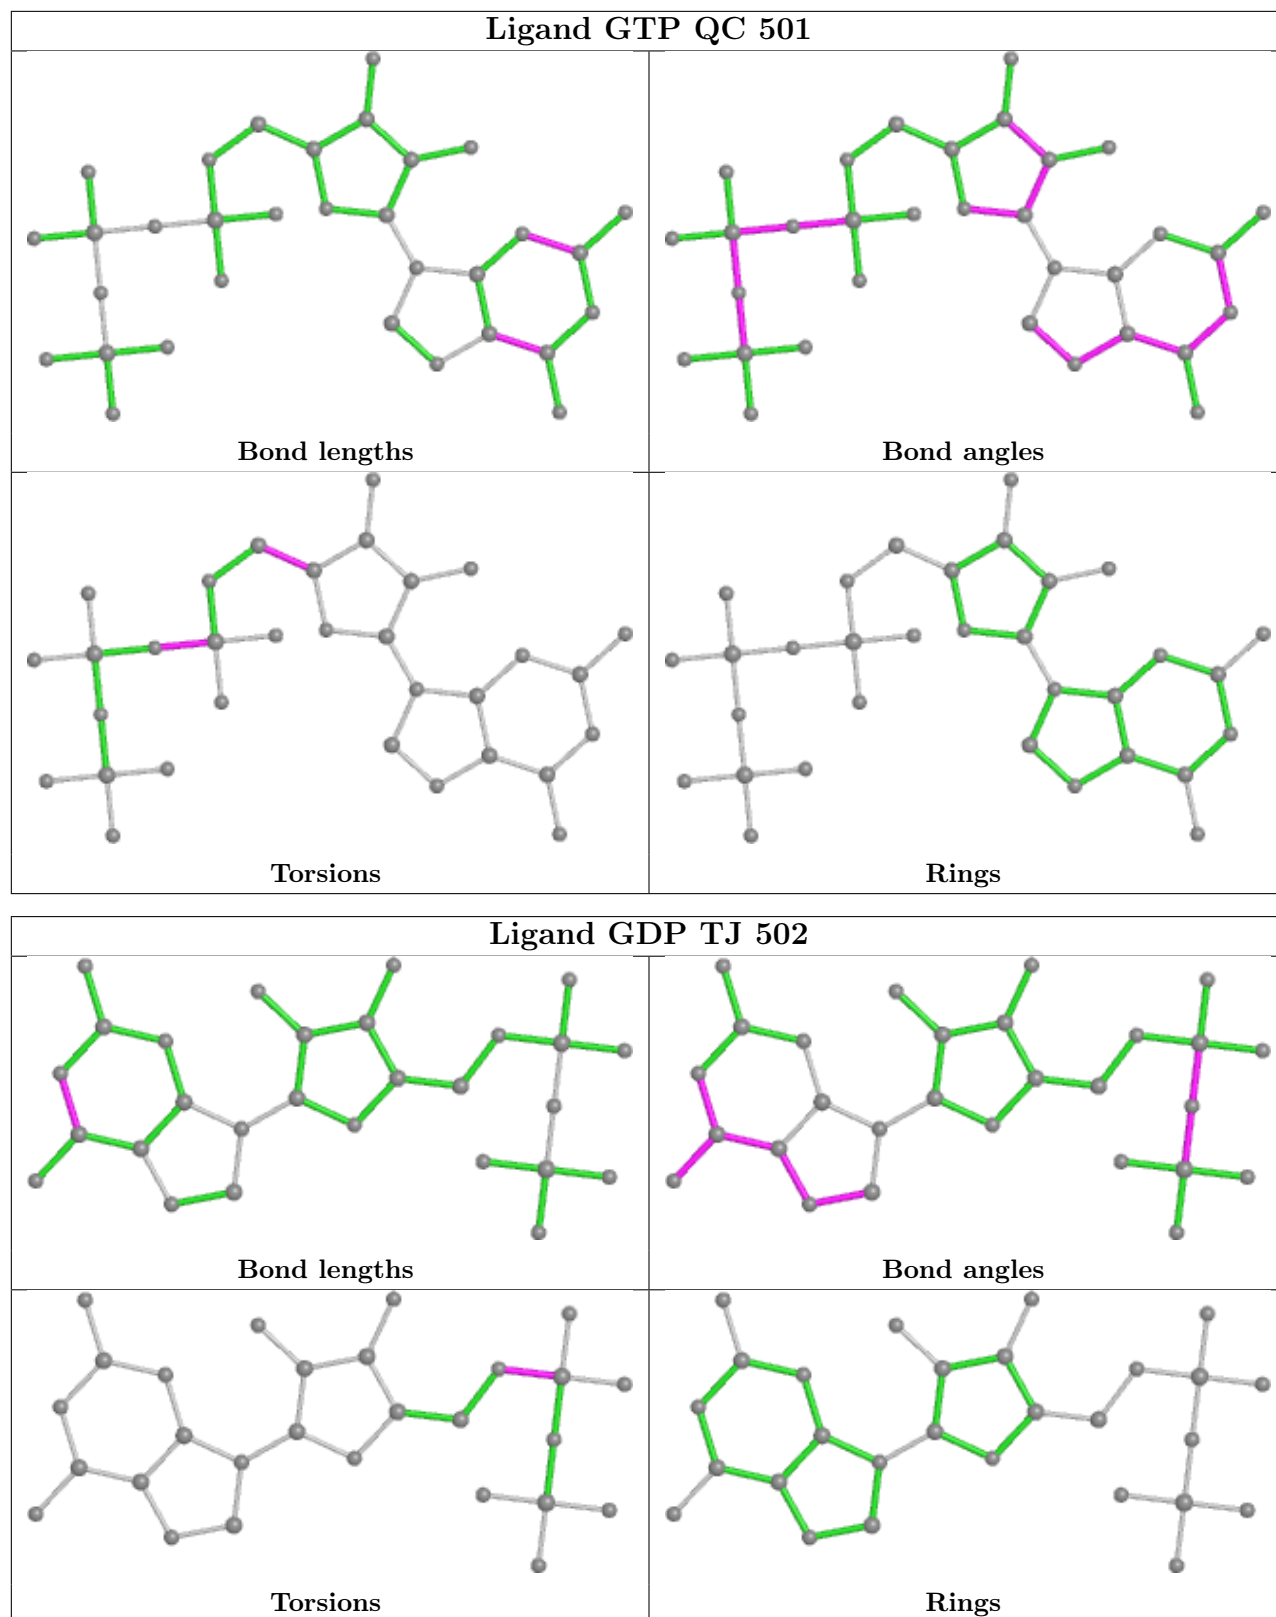 Ligand GTP QC 501
Bond lengths
Bond angles
Torsions
Rings
Ligand GDP TJ 502
Bond lengths
Bond angles
Torsions
Rings